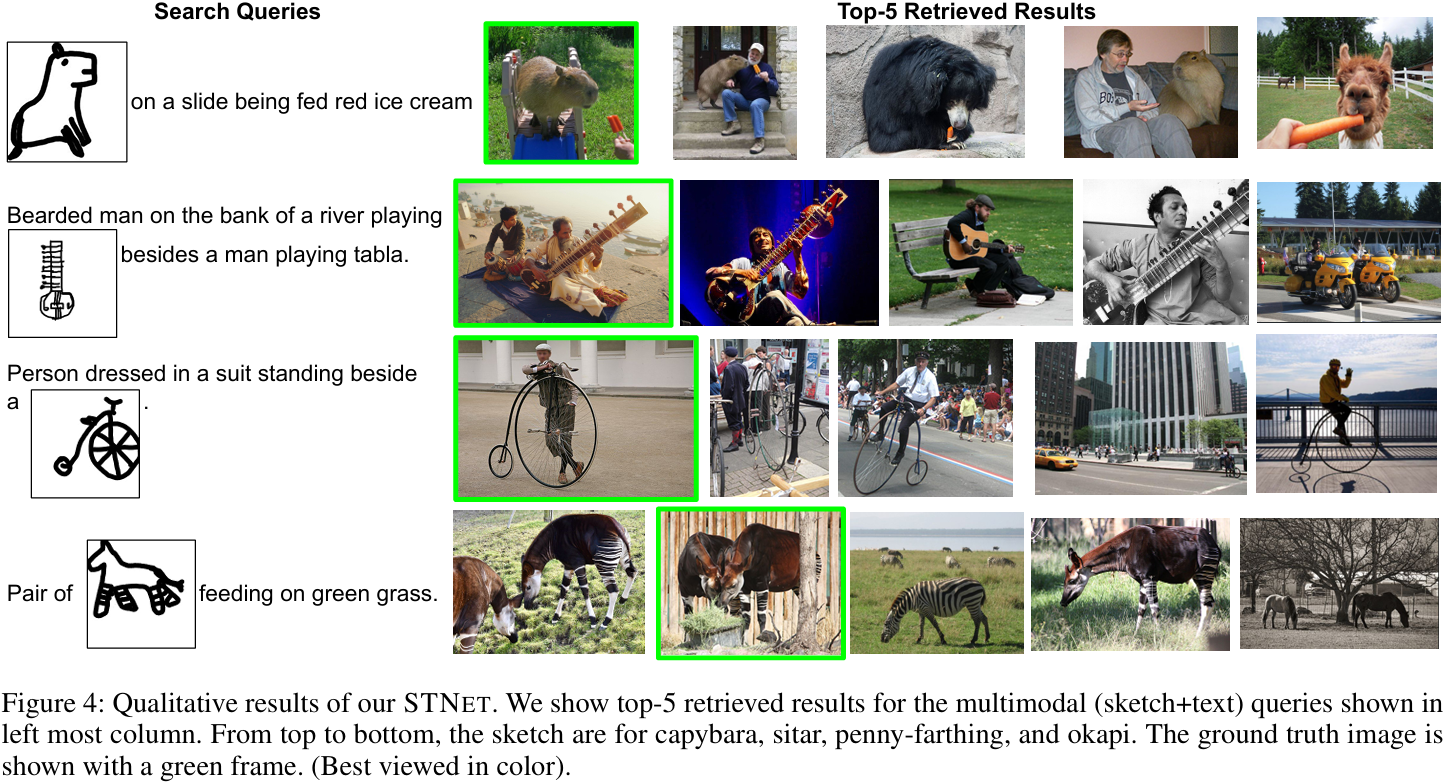 Search Queries
Top-5 Retrieved Results
on a slide being fed red ice cream
Bearded man on the bank of a river playing
besides a man playing tabla.
Person dressed in a suit standing beside
a .
Pair of feeding on green grass.
Figure 4: Qualitative results of our STNET. We show top-5 retrieved results for the multimodal (sketch+text) queries shown in
left most column. From top to bottom, the sketch are for capybara, sitar, penny-farthing, and okapi. The ground truth image is
shown with a green frame. (Best viewed in color).